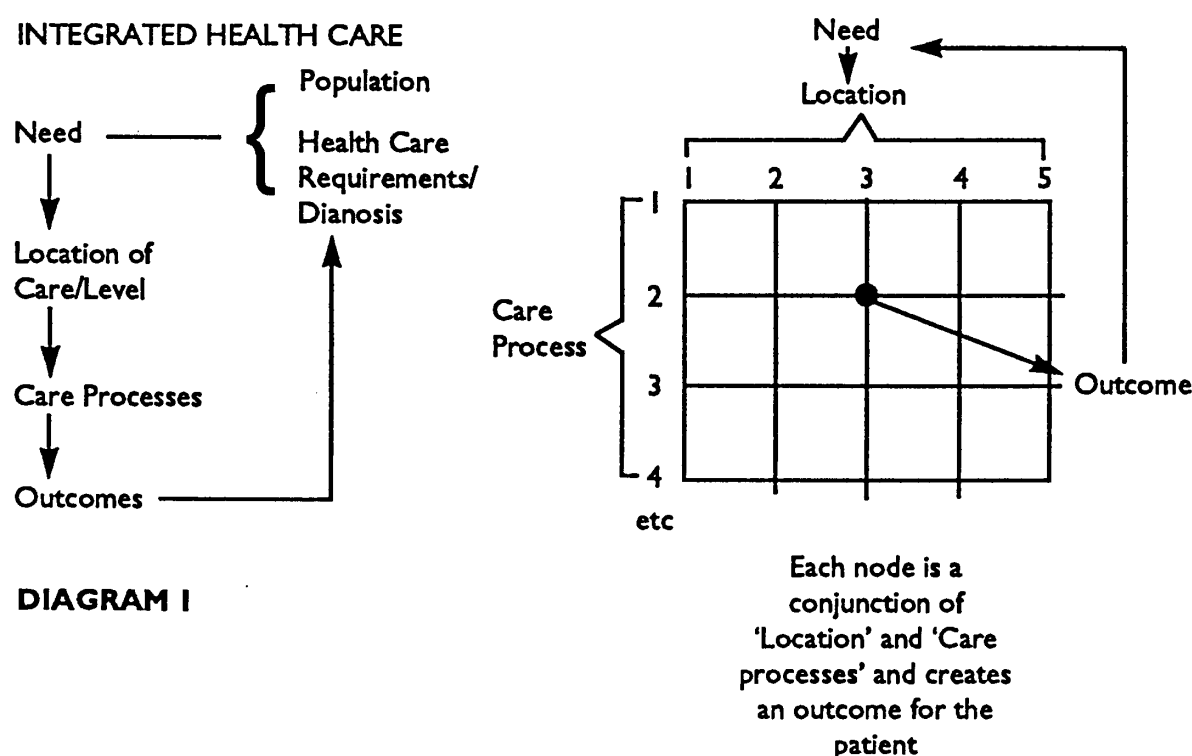 INTEGRATED HEALTH CARE
Need
Population
Health Care
Requirements/
Dianosis
Location of
Care/Level
Care Processes
Outcomes
DIAGRAM I
Need
Location
1 2 3 4 5
Care
Process
1
2
3
4
etc
Outcome
Each node is a
conjunction of
‘Location’ and ‘Care
processes’ and creates
an outcome for the
patient